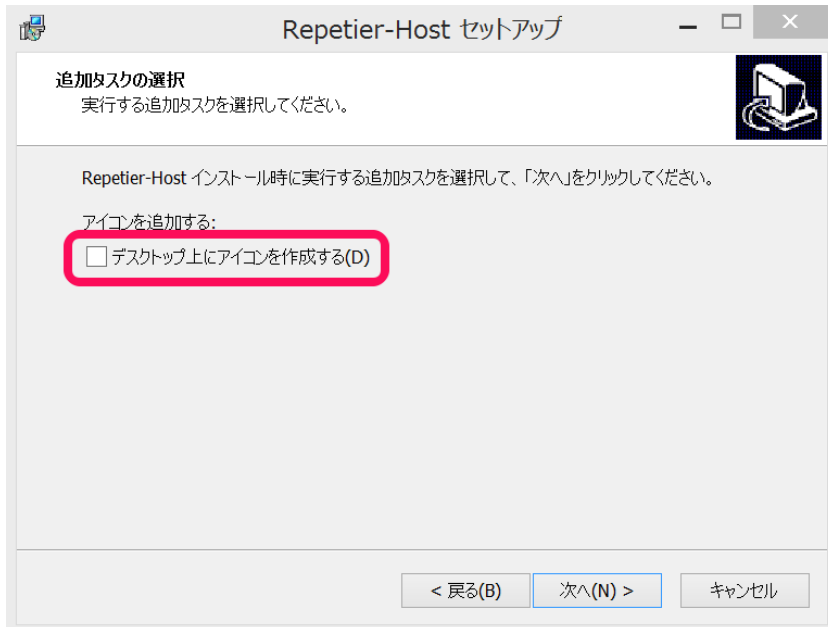 Repetier-Host セットアップ
追加タスクの選択
実行する追加タスクを選択してください。
Repetier-Host インストール時に実行する追加タスクを選択して、「次へ」をクリックしてください。
アイコンを追加する:
デスクトップ上にアイコンを作成する(D)
< 戻る(B) 次へ(N) > キャンセル